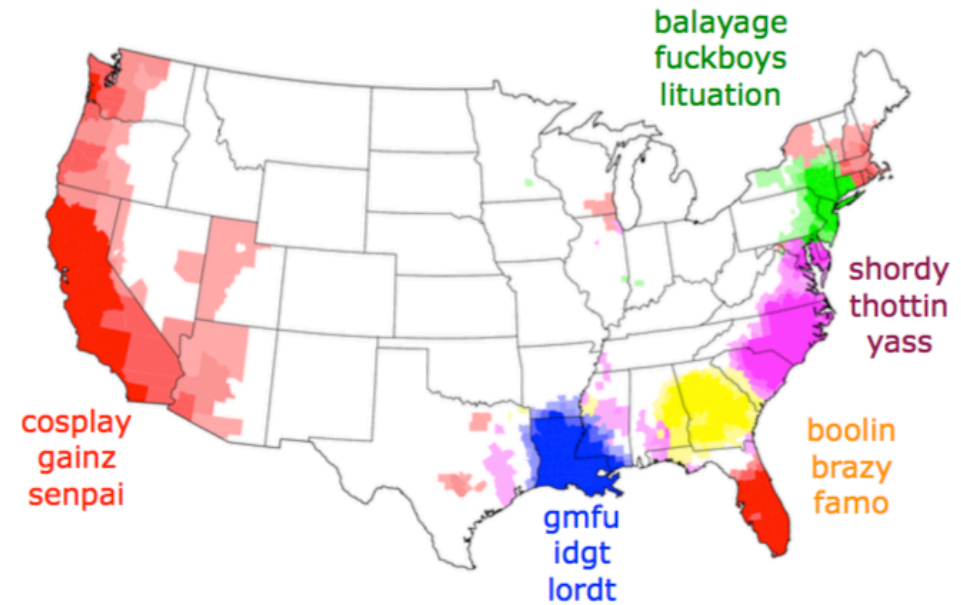 balayage
fuckboys
lituation
shordy
thottin
yass
cosplay
gainz
senpai
boolin
brazy
famo
gmfu
idgt
lordt